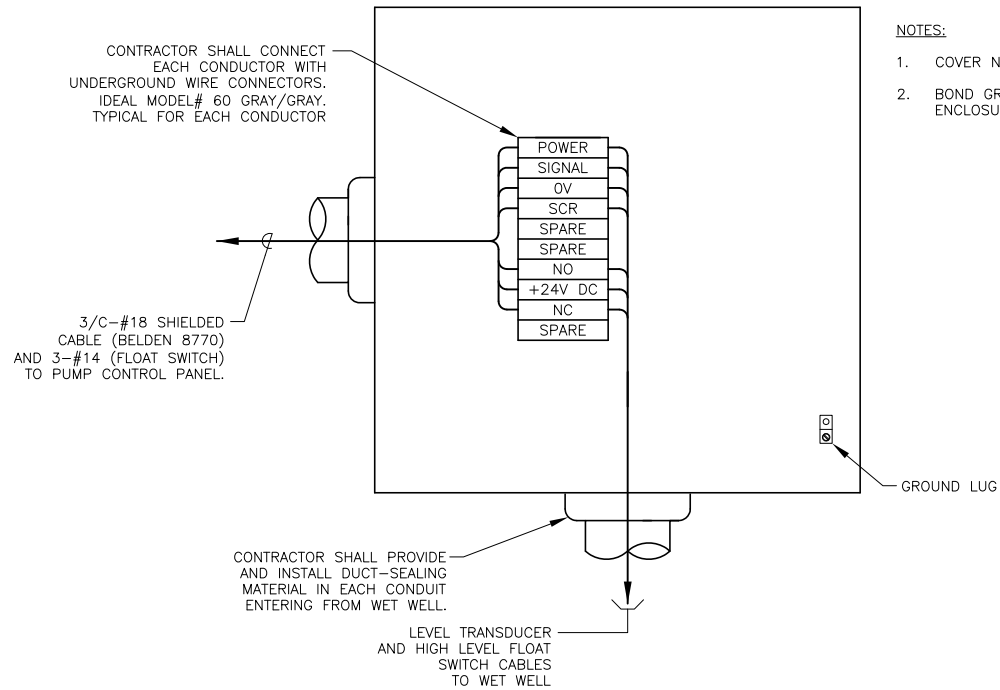 CONTRACTOR SHALL CONNECT
EACH CONDUCTOR WITH
UNDERGROUND WIRE CONNECTORS.
IDEAL MODEL# 60 GRAY/GRAY.
TYPICAL FOR EACH CONDUCTOR
NOTES:
1. COVER N
2. BOND GR
ENCLOSU
POWER
SIGNAL
0V
SCR
SPARE
SPARE
NO
+24V DC
NC
SPARE
3/C-#18 SHIELDED
CABLE (BELDEN 8770)
AND 3-#14 (FLOAT SWITCH)
TO PUMP CONTROL PANEL.
GROUND LUG
CONTRACTOR SHALL PROVIDE
AND INSTALL DUCT-SEALING
MATERIAL IN EACH CONDUIT
ENTERING FROM WET WELL.
LEVEL TRANSDUCER
AND HIGH LEVEL FLOAT
SWITCH CABLES
TO WET WELL